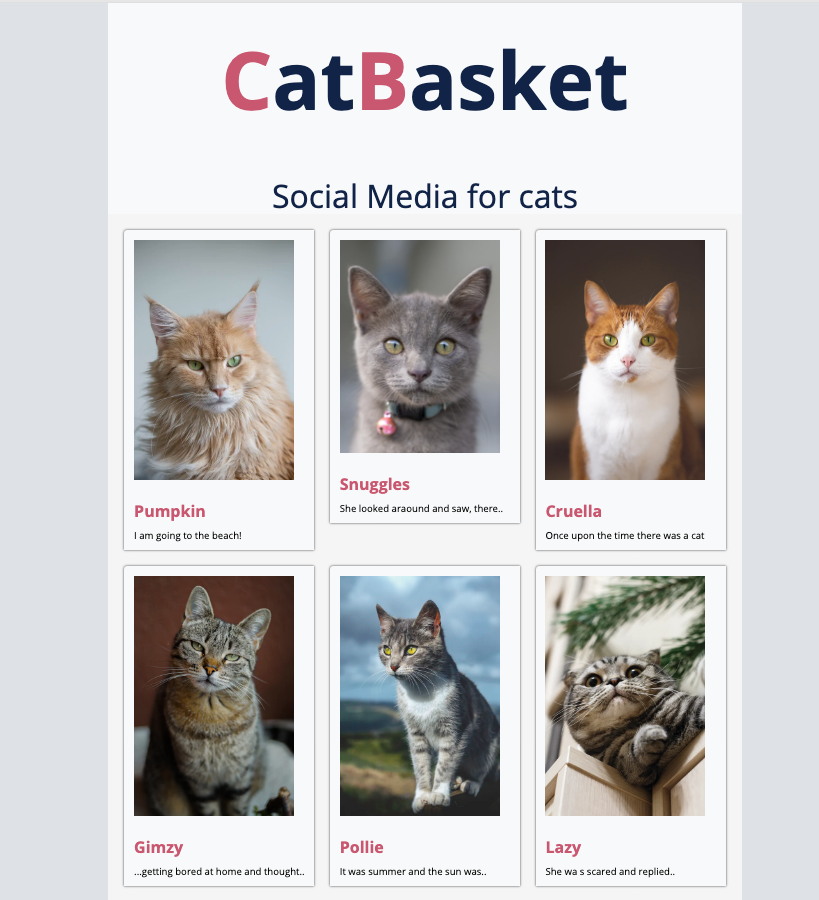 CatBasket
Social Media for cats
Pumpkin
I am going to the beach!
Snuggles
She looked araound and saw, there..
Cruella
Once upon the time there was a cat
Gimzy
...getting bored at home and thought..
Pollie
It was summer and the sun was..
Lazy
She wa s scared and replied..